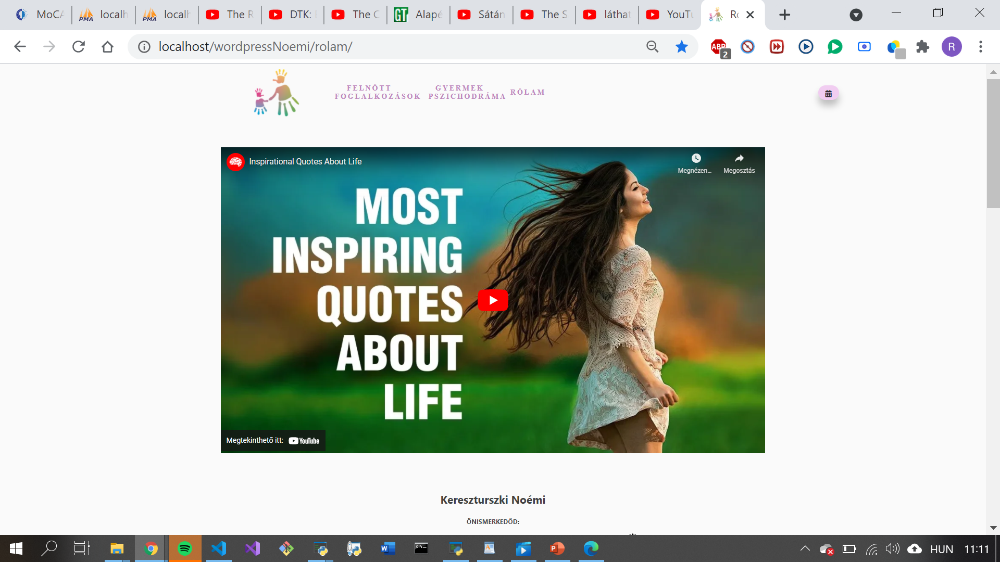 MoCA
localh
localh
The R
DTK:
The C
Alapé
Sátán
The S
láthat
YouTu
Ro
localhost/wordpressNoemi/rolam/
ABP
2
R
FELNŐTT
FOGLALKOZÁSOK
GYERMEK
PSZICHODRÁMA
RÓLAM
Inspirational Quotes About Life
Megnézen...
Megosztás
MOST
INSPIRING
QUOTES
ABOUT
LIFE
Megtekinthető itt: YouTube
Kereszturszki Noémi
ÖNISMERKEDŐD:
HUN
11:11